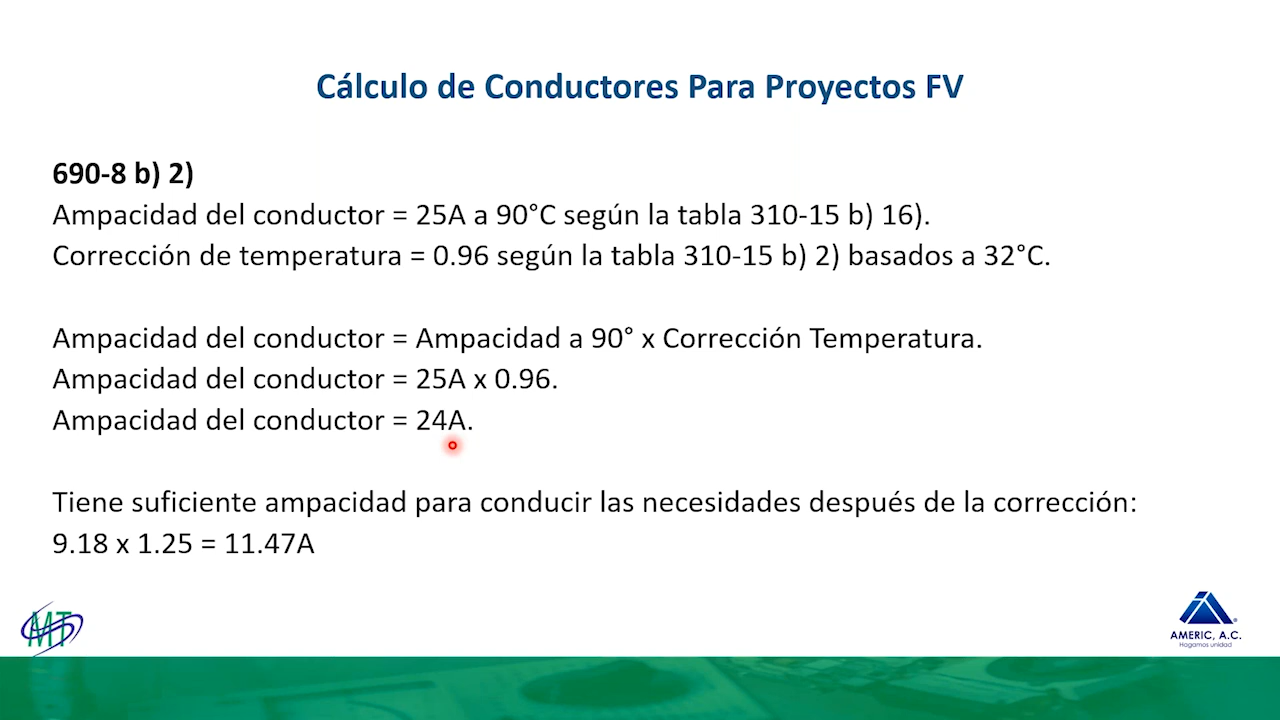 Cálculo de Conductores Para Proyectos FV
690-8 b) 2)
Ampacidad del conductor = 25A a 90°C según la tabla 310-15 b) 16).
Corrección de temperatura = 0.96 según la tabla 310-15 b) 2) basados a 32°C.
Ampacidad del conductor = Ampacidad a 90° x Corrección Temperatura.
Ampacidad del conductor = 25A x 0.96.
Ampacidad del conductor = 24A.
Tiene suficiente ampacidad para conducir las necesidades después de la corrección:
9.18 x 1.25 = 11.47A
MT
AMERIC, A.C.
Hagamos unidad